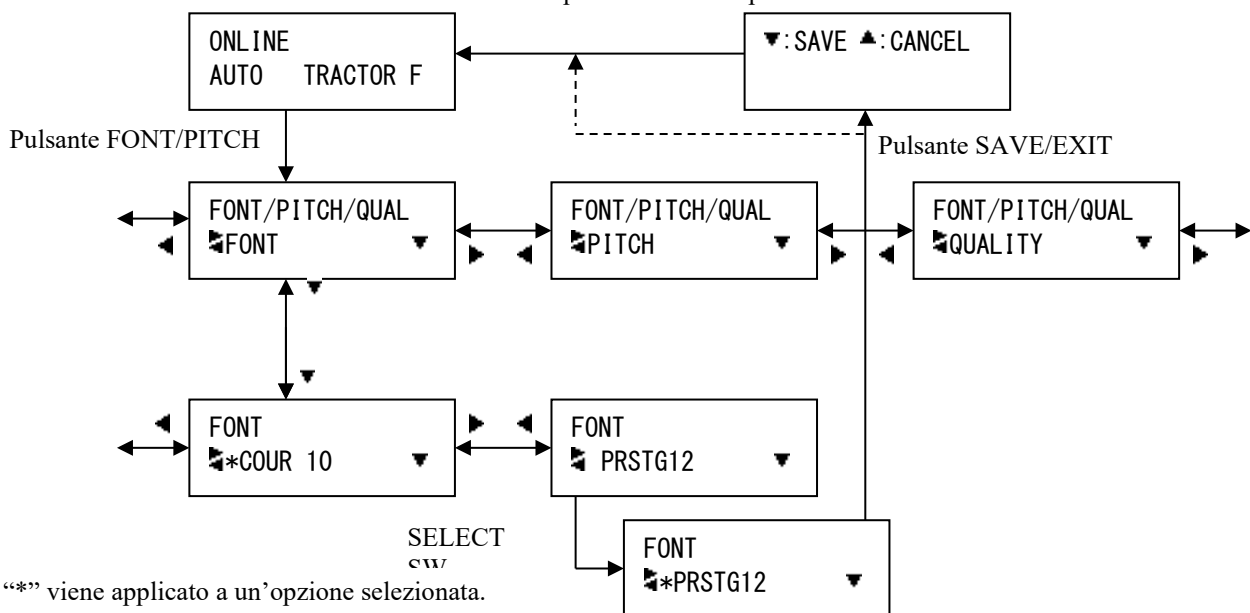 ONLINE
AUTO TRACTOR F
▼:SAVE ▲:CANCEL
Pulsante FONT/PITCH
Pulsante SAVE/EXIT
FONT/PITCH/QUAL
FONT ▼
FONT/PITCH/QUAL
PITCH ▼
FONT/PITCH/QUAL
QUALITY ▼
FONT
*COUR 10 ▼
FONT
PRSTG12 ▼
SELECT
SW
FONT
*PRSTG12 ▼
“*” viene applicato a un’opzione selezionata.